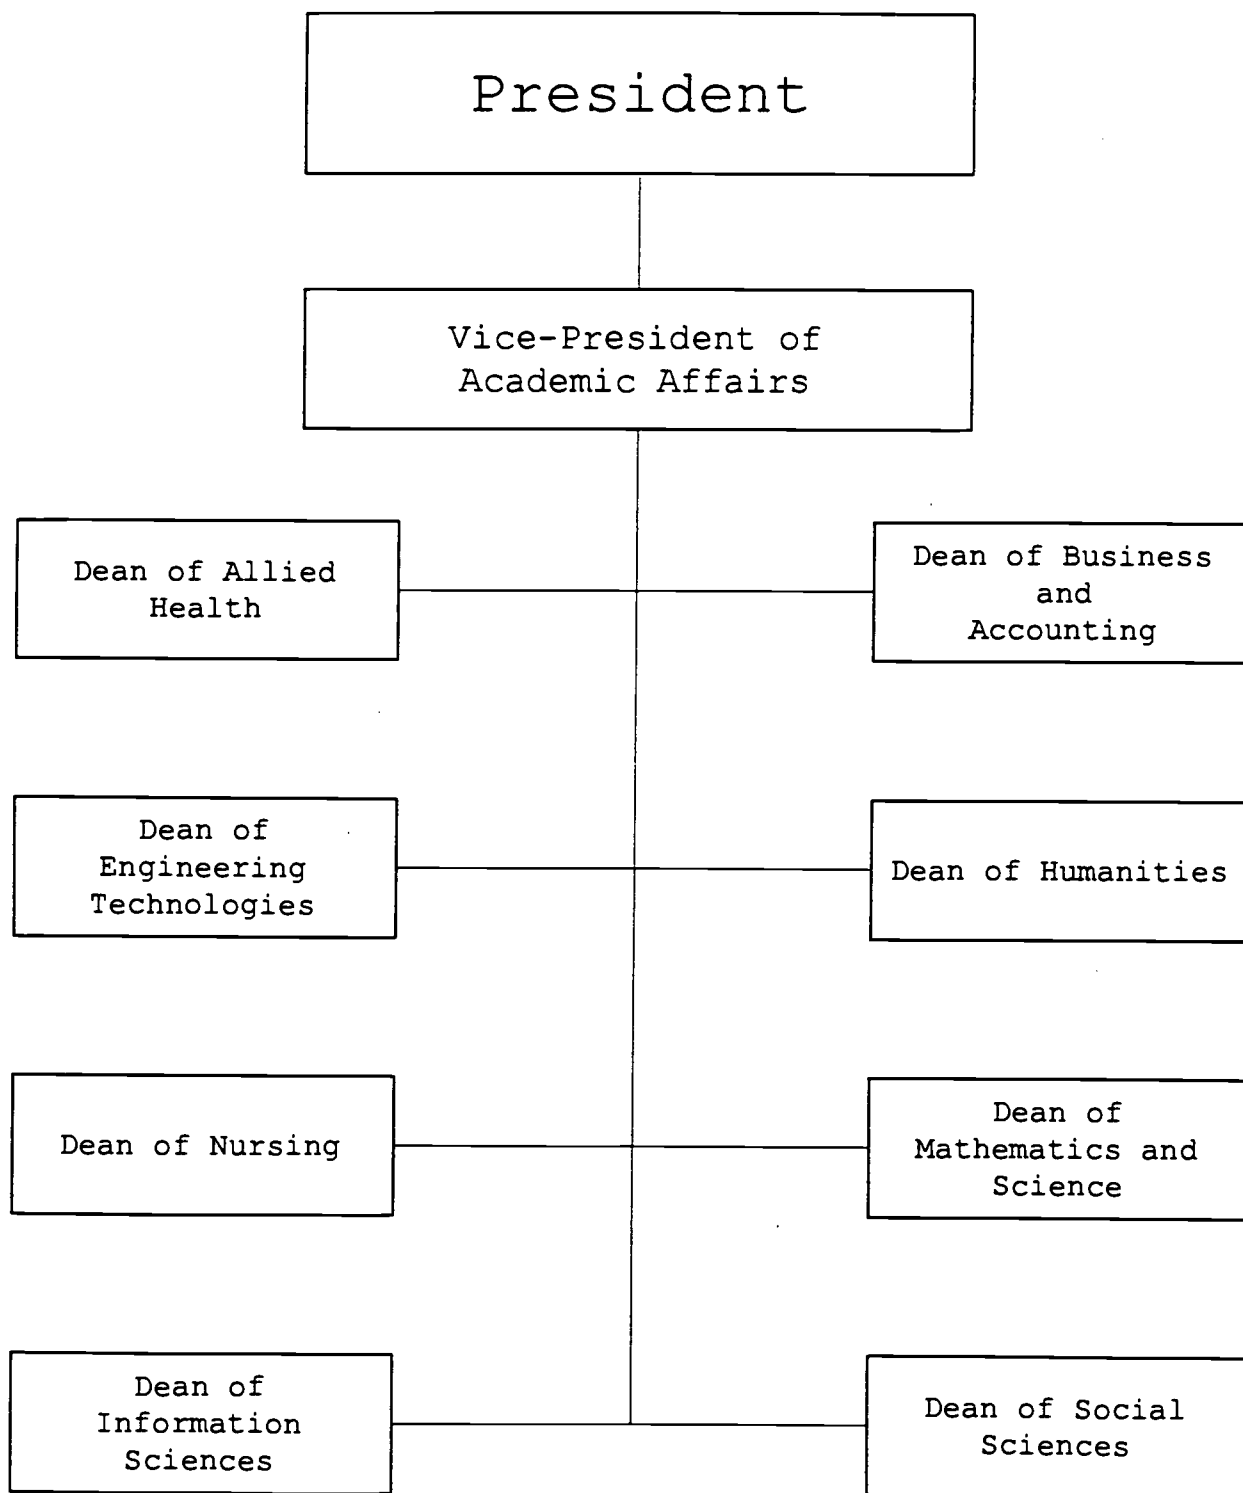 President
Vice-President of
Academic Affairs
Dean of Allied
Health
Dean of Business
and
Accounting
Dean of
Engineering
Technologies
Dean of Humanities
Dean of Nursing
Dean of
Mathematics and
Science
Dean of
Information
Sciences
Dean of Social
Sciences